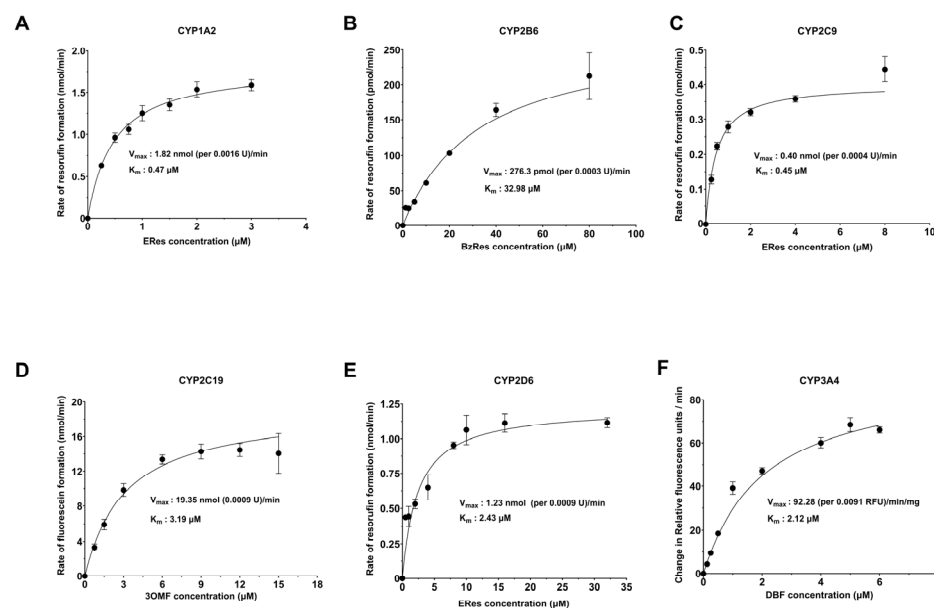 A
CYP1A2
Rate of resorufin formation (nmol/min)
2.0
1.5
1.0
0.5
0.0
Vmax : 1.82 nmol (per 0.0016 U)/min
Km : 0.47 µM
0 1 2 3 4
ERes concentration (µM)
B
CYP2B6
Rate of resorufin formation (pmol/min)
250
200
150
100
50
0
Vmax : 276.3 pmol (per 0.0003 U)/min
Km : 32.98 µM
0 20 40 60 80 100
BzRes concentration (µM)
C
CYP2C9
Rate of resorufin formation (nmol/min)
0.5
0.4
0.3
0.2
0.1
0.0
Vmax : 0.40 nmol (per 0.0004 U)/min
Km : 0.45 µM
0 2 4 6 8 10
ERes concentration (µM)
D
CYP2C19
Rate of fluorescein formation (nmol/min)
20
16
12
8
4
0
Vmax : 19.35 nmol (0.0009 U)/min
Km : 3.19 µM
0 3 6 9 12 15 18
3OMF concentration (µM)
E
CYP2D6
Rate of resorufin formation (nmol/min)
1.25
1.00
0.75
0.50
0.25
0.00
Vmax : 1.23 nmol (per 0.0009 U)/min
Km : 2.43 µM
0 5 10 15 20 25 30 35
ERes concentration (µM)
F
CYP3A4
Change in Relative fluorescence units / min
80
60
40
20
0
Vmax : 92.28 (per 0.0091 RFU)/min/mg
Km : 2.12 µM
0 2 4 6 8
DBF concentration (µM)